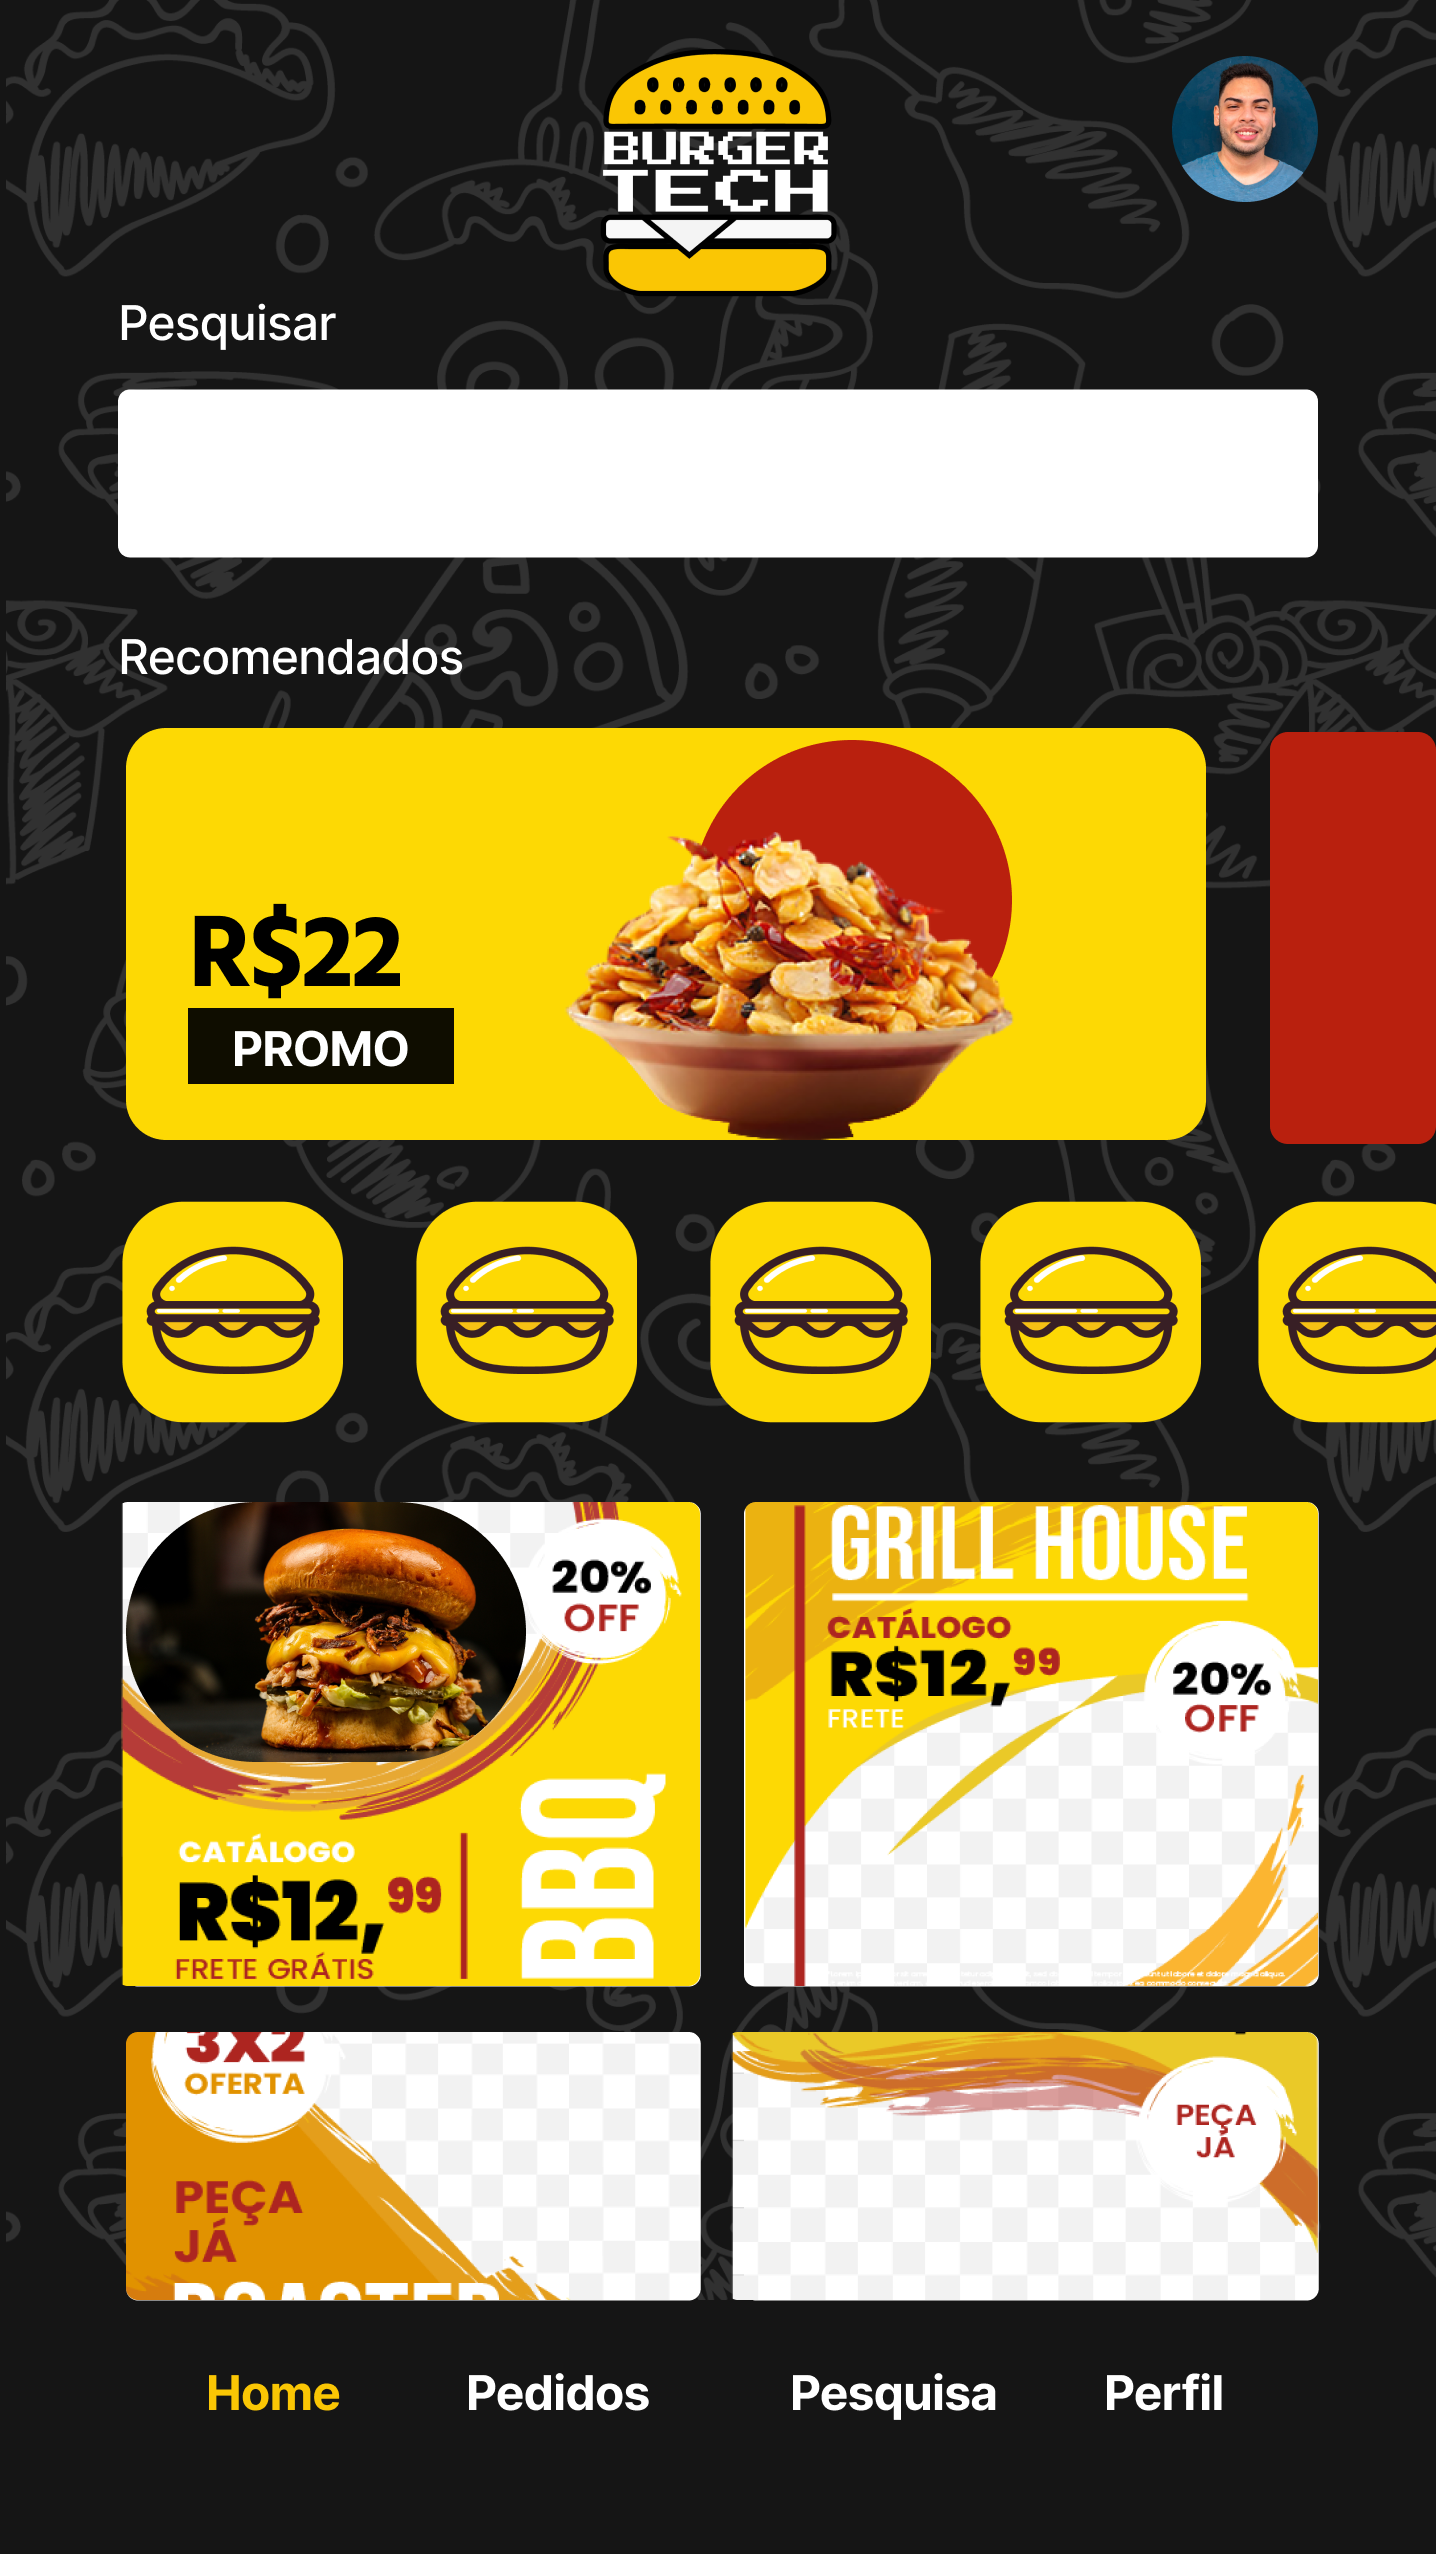 BURGER
TECH
Pesquisar
Recomendados
R$22
PROMO
20%
OFF
CATÁLOGO
R$12,99
FRETE GRÁTIS
BBQ
GRILL HOUSE
CATÁLOGO
R$12,99
FRETE
20%
OFF
3X2
OFERTA
PEÇA
JÁ
PEÇA
JÁ
Home Pedidos Pesquisa Perfil